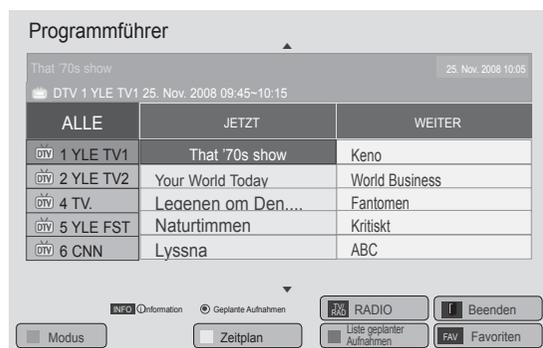 Programmführer
That '70s show
25. Nov. 2008 10:05
DTV 1 YLE TV1 25. Nov. 2008 09:45~10:15
ALLE JETZT WEITER
DTV 1 YLE TV1 That '70s show Keno
DTV 2 YLE TV2 Your World Today World Business
DTV 4 TV. Legenen om Den.... Fantomen
DTV 5 YLE FST Naturtimmen Kritiskt
DTV 6 CNN Lyssna ABC
INFO ⓘInformation Geplante Aufnahmen TV/RAD RADIO Beenden
Modus Zeitplan Liste geplanter Aufnahmen FAV Favoriten